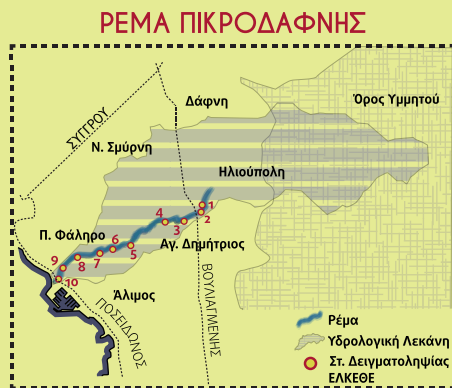 ΡΕΜΑ ΠΙΚΡΟΔΑΦΝΗΣ
Δάφνη
Όρος Υμμητού
ΣΥΓΓΡΟΥ
Ν. Σμύρνη
Ηλιούπολη
1
2
3
4
Π. Φάληρο
Αγ. Δημήτριος
5
6
7
8
9
10
Άλιμος
ΠΟΣΕΙΔΩΝΟΣ
ΒΟΥΛΙΑΓΜΕΝΗΣ
Ρέμα
Υδρολογική Λεκάνη
Στ. Δειγματοληψίας
ΕΛΚΕΘΕ